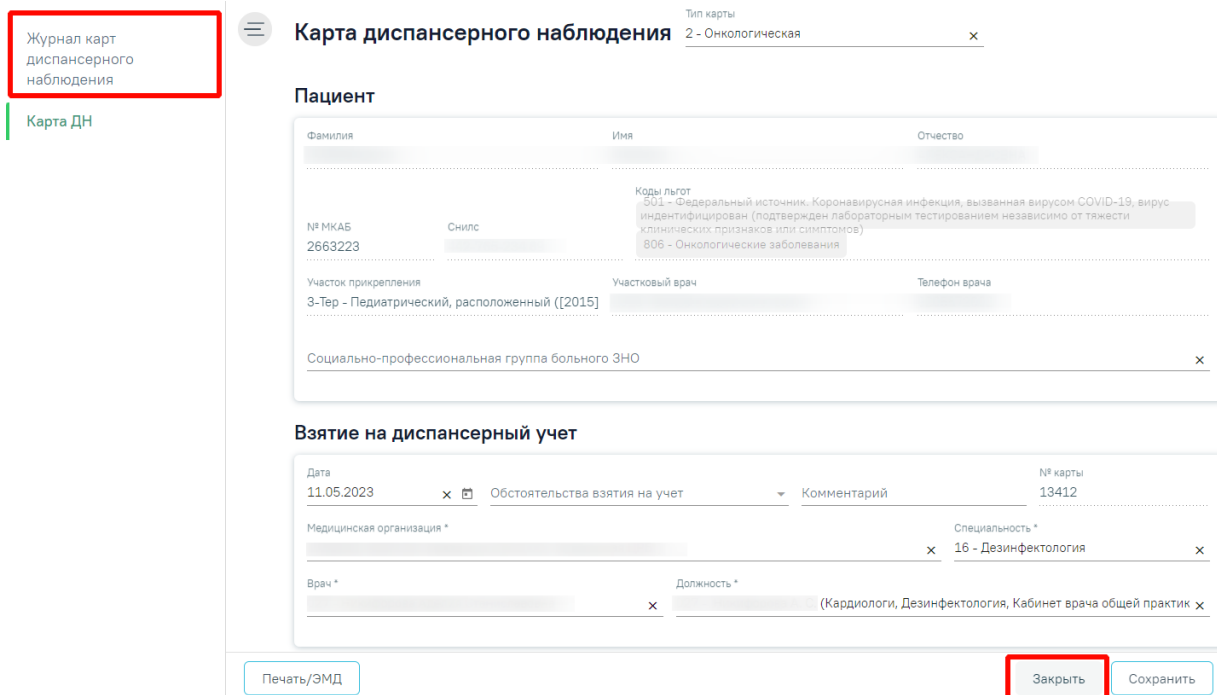 Журнал карт
диспансерного
наблюдения
Карта ДН
Карта диспансерного наблюдения
Тип карты
2 - Онкологическая
Пациент
Фамилия
Имя
Отчество
Коды льгот
501 - Федеральный источник. Коронавирусная инфекция, вызванная вирусом COVID-19, вирус
индентифицирован (подтвержден лабораторным тестированием независимо от тяжести
клинических признаков или симптомов)
806 - Онкологические заболевания
№ МКАБ
Снилс
2663223
Участок прикрепления
Участковый врач
Телефон врача
3-Тер - Педиатрический, расположенный ([2015]
Социально-профессиональная группа больного ЗНО
Взятие на диспансерный учет
Дата
№ карты
11.05.2023
Обстоятельства взятия на учет
Комментарий
13412
Медицинская организация *
Специальность *
16 - Дезинфектология
Врач *
Должность *
(Кардиологи, Дезинфектология, Кабинет врача общей практик
Печать/ЭМД
Закрыть
Сохранить